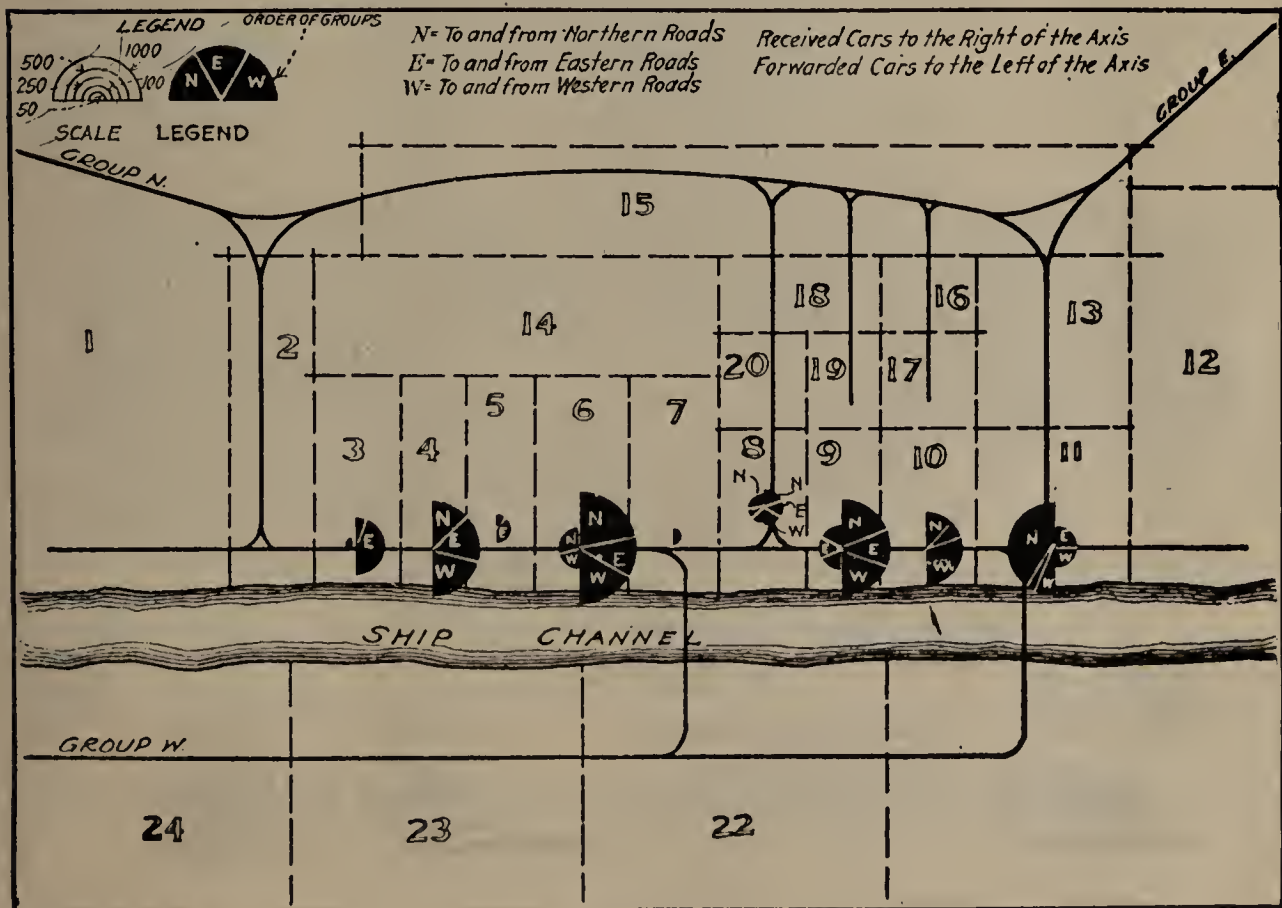 LEGEND
ORDER OF GROUPS
500
1000
250
100
50
N E W
SCALE LEGEND
N= To and from Northern Roads
E= To and from Eastern Roads
W= To and from Western Roads
Received Cars to the Right of the Axis
Forwarded Cars to the Left of the Axis
GROUP N.
GROUP E.
15
1
2
14
18
16
13
12
20
19
17
3
4
5
6
7
8
9
10
11
N
N
E
W
E
N
E
W
E
N
W
N
E
W
E
N
E
W
N
W
N
W
E
W
SHIP CHANNEL
GROUP W.
24
23
22